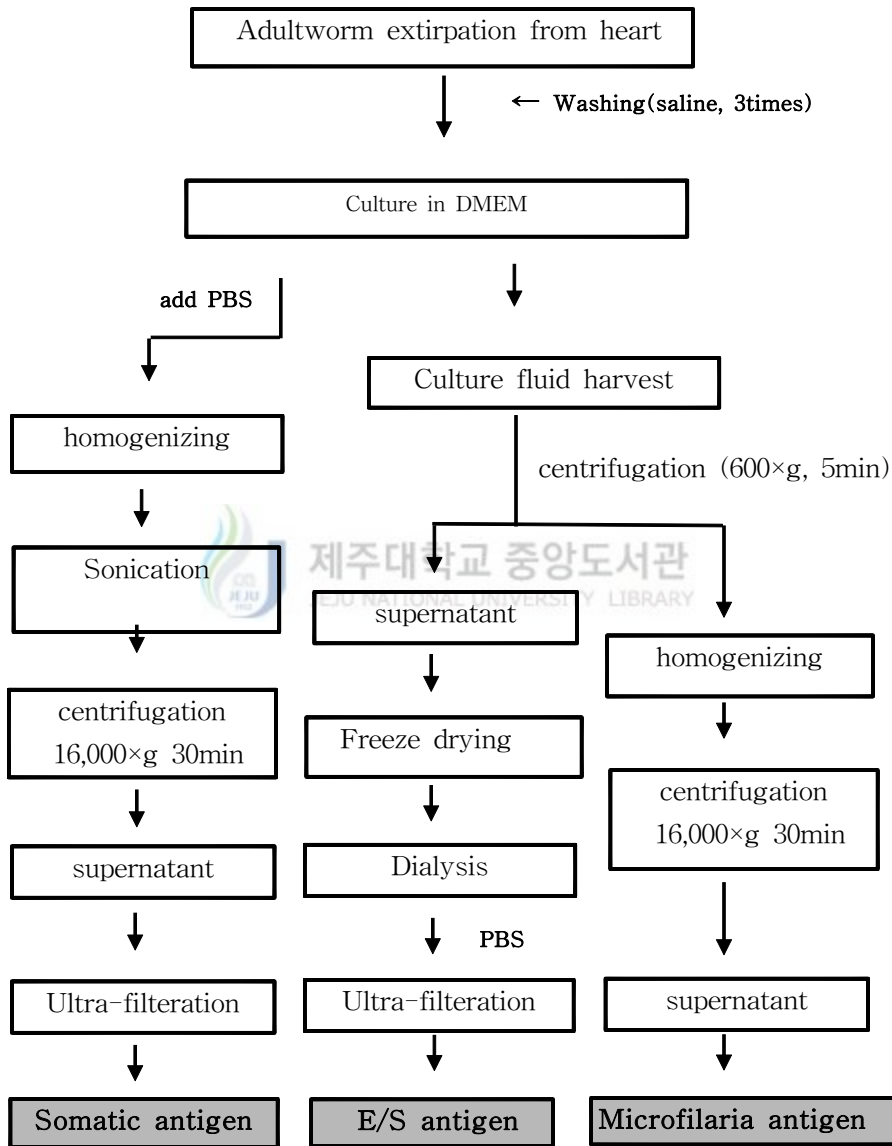 Adultworm extirpation from heart
← Washing(saline, 3times)
Culture in DMEM
add PBS
Culture fluid harvest
homogenizing
centrifugation (600×g, 5min)
Sonication
제주대학교 중앙도서관
JEJU NATIONAL UNIVERSITY LIBRARY
JEJU
1952
supernatant
homogenizing
centrifugation
16,000×g 30min
Freeze drying
centrifugation
16,000×g 30min
supernatant
Dialysis
PBS
Ultra-filteration
Ultra-filteration
supernatant
Somatic antigen
E/S antigen
Microfilaria antigen